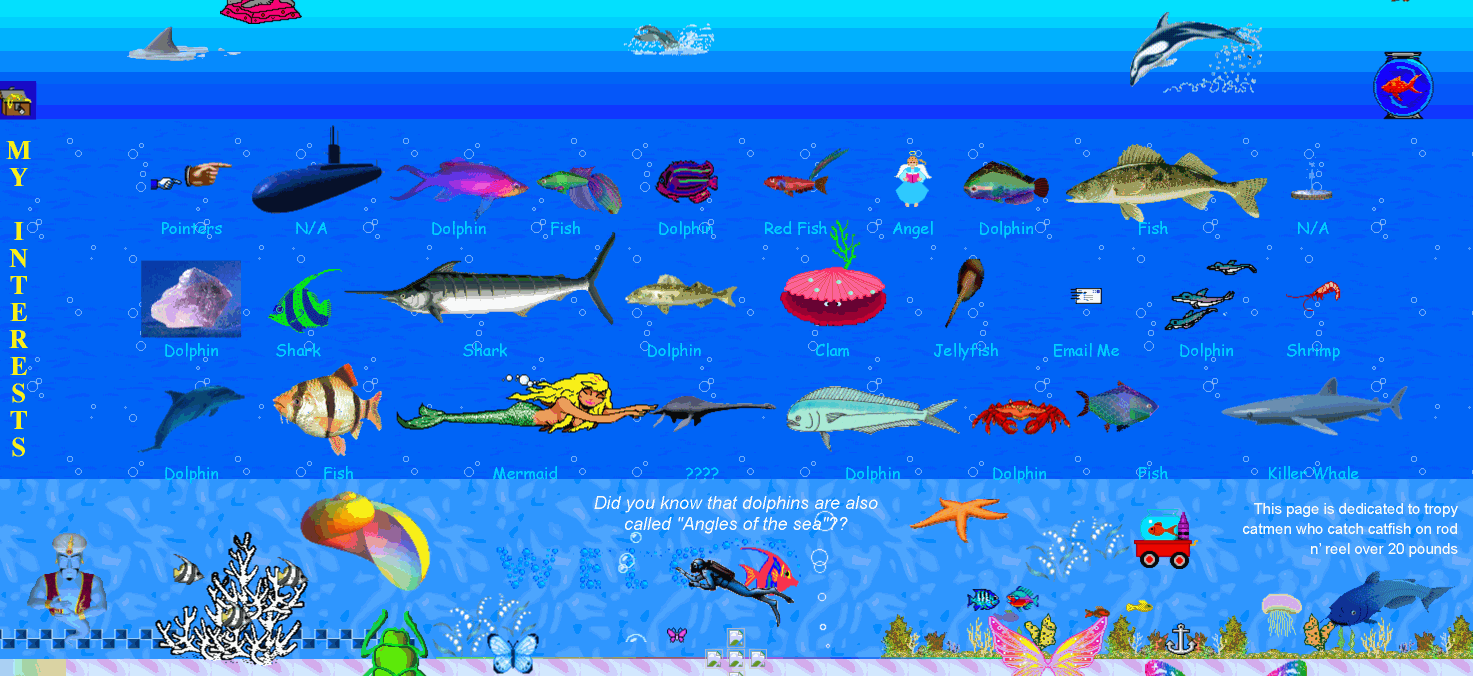 MY INTERESTS
Pointers N/A Dolphin Fish Dolphin Red Fish Angel Dolphin Fish N/A
Dolphin Shark Shark Dolphin Clam Jellyfish Email Me Dolphin Shrimp
Dolphin Fish Mermaid ???? Dolphin Dolphin Fish Killer Whale
Did you know that dolphins are also
called "Angles of the sea"??
This page is dedicated to tropy
catmen who catch catfish on rod
n' reel over 20 pounds